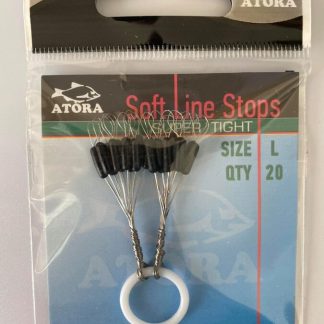 ATORA
ATORA
Soft Line Stops
SUPER TIGHT
SIZE L
QTY 20
ATORA